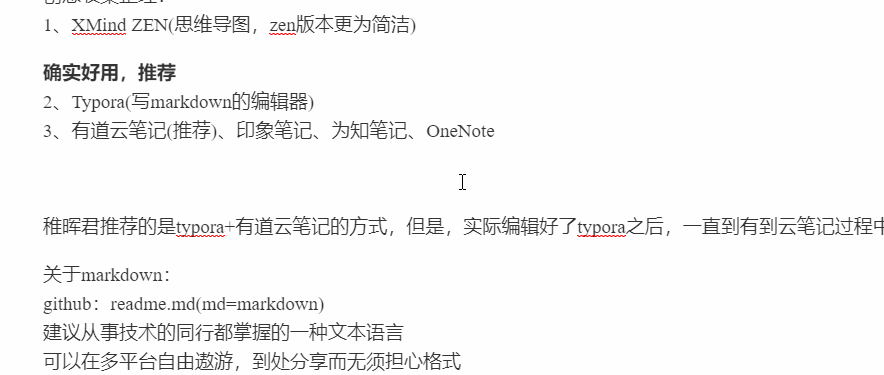 1、XMind ZEN(思维导图，zen版本更为简洁)
确实好用，推荐
2、Typora(写markdown的编辑器)
3、有道云笔记(推荐)、印象笔记、为知笔记、OneNote
稚晖君推荐的是typora+有道云笔记的方式，但是，实际编辑好了typora之后，一直到有到云笔记过程中
关于markdown：
github：readme.md(md=markdown)
建议从事技术的同行都掌握的一种文本语言
可以在多平台自由遨游，到处分享而无须担心格式